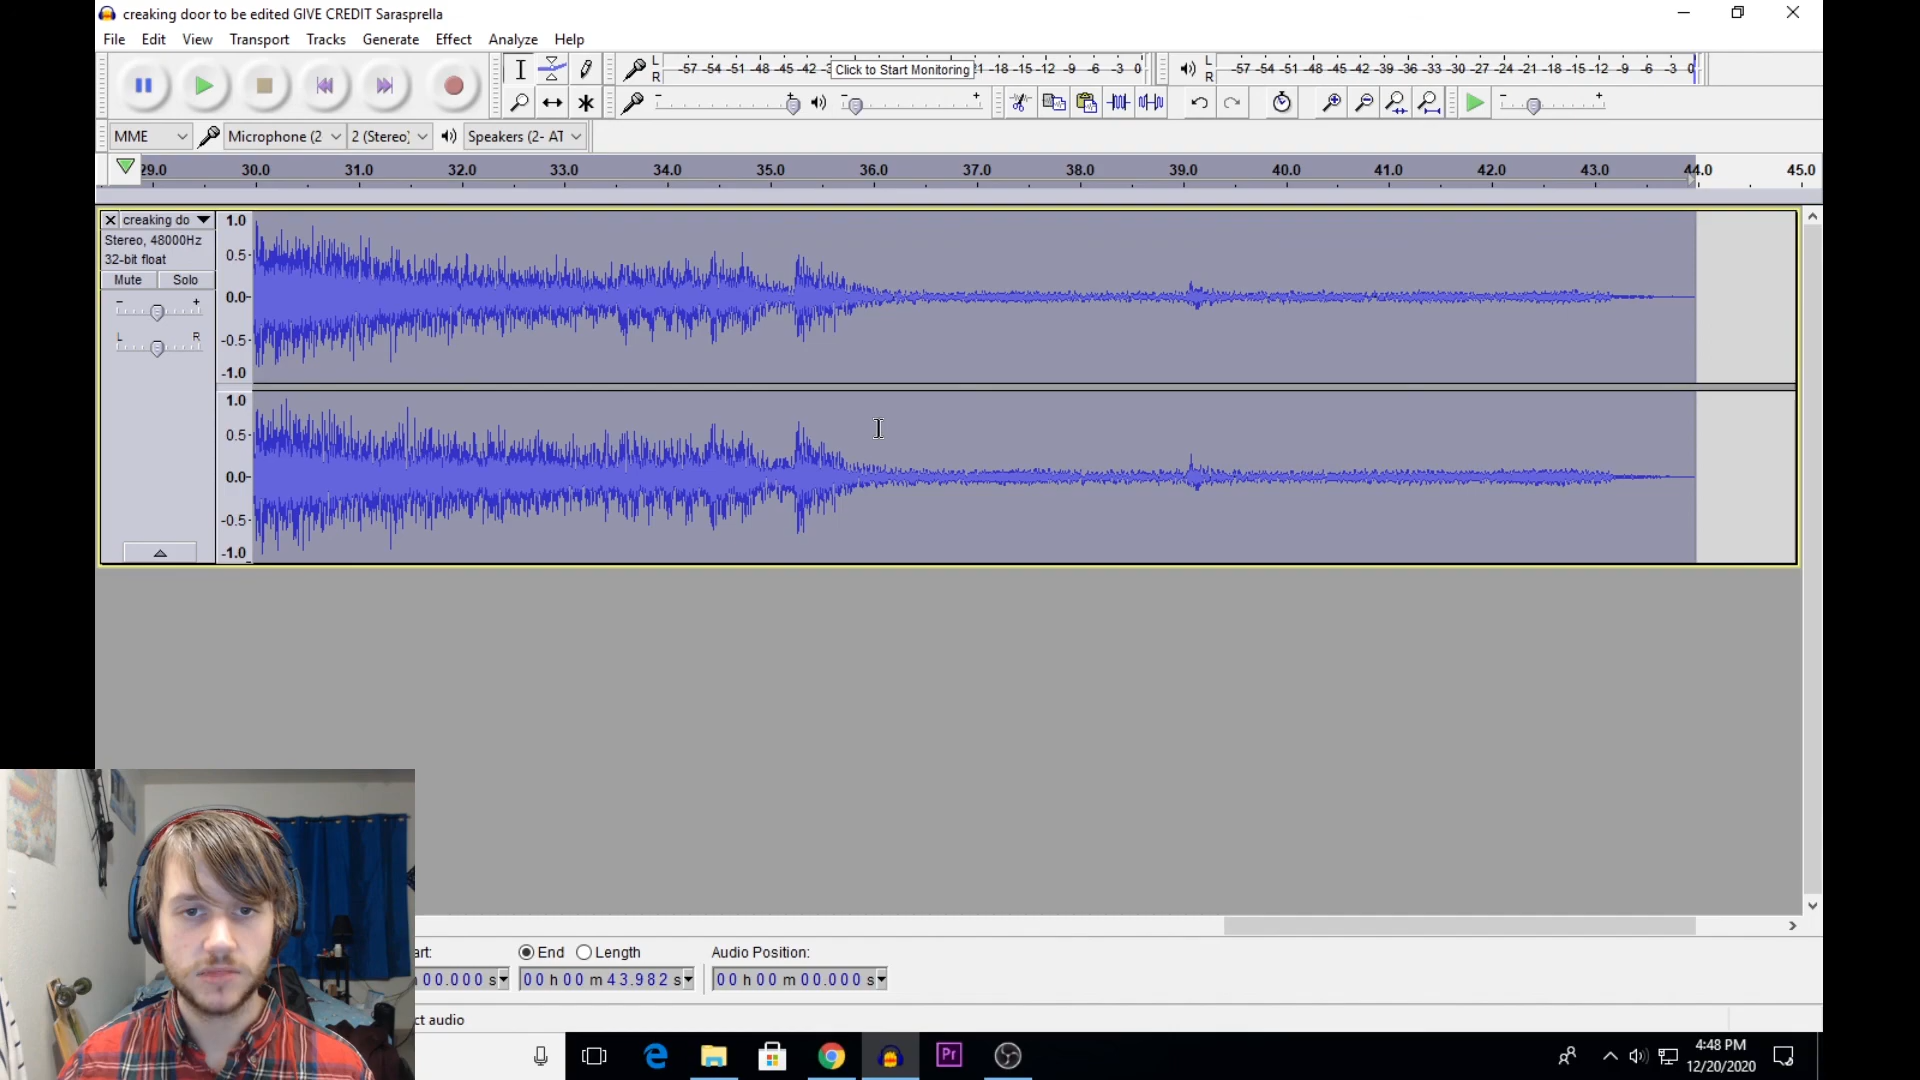 creaking door to be edited GIVE CREDIT Sarasprella
File Edit View Transport Tracks Generate Effect Analyze Help
L R -57 -54 -51 -48 -45 -42 Click to Start Monitoring -18 -15 -12 -9 -6 -3 0
L R -57 -54 -51 -48 -45 -42 -39 -36 -33 -30 -27 -24 -21 -18 -15 -12 -9 -6 -3 0
MME Microphone (2 2 (Stereo) Speakers (2- AT
29.0 30.0 31.0 32.0 33.0 34.0 35.0 36.0 37.0 38.0 39.0 40.0 41.0 42.0 43.0 44.0 45.0
creaking do
Stereo, 48000Hz
32-bit float
Mute Solo
- +
L R
1.0
0.5
0.0
-0.5
-1.0
1.0
0.5
0.0
-0.5
-1.0
art: End Length Audio Position:
00.000 s 00 h 00 m 43.982 s 00 h 00 m 00.000 s
ct audio
Pr
4:48 PM
12/20/2020